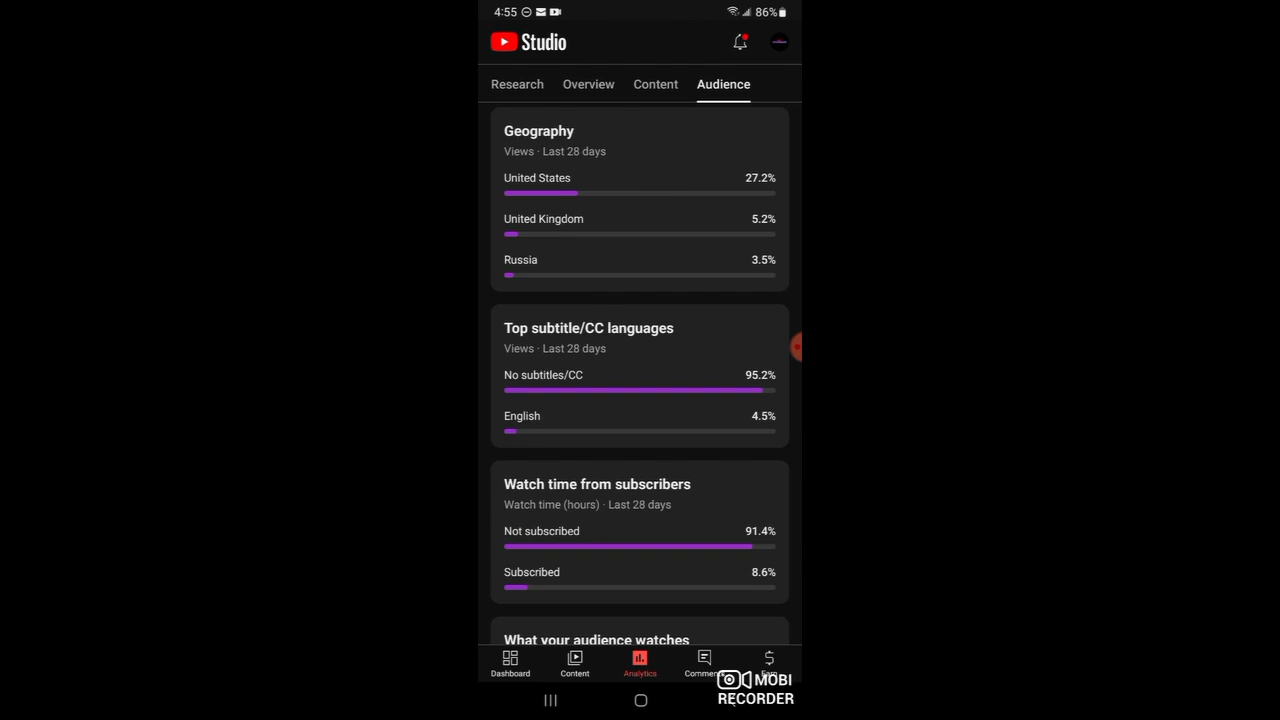 4:55 86%
Studio
Research Overview Content Audience
Geography
Views · Last 28 days
United States 27.2%
United Kingdom 5.2%
Russia 3.5%
Top subtitle/CC languages
Views · Last 28 days
No subtitles/CC 95.2%
English 4.5%
Watch time from subscribers
Watch time (hours) · Last 28 days
Not subscribed 91.4%
Subscribed 8.6%
What your audience watches
Dashboard Content Analytics
MOBI
RECORDER